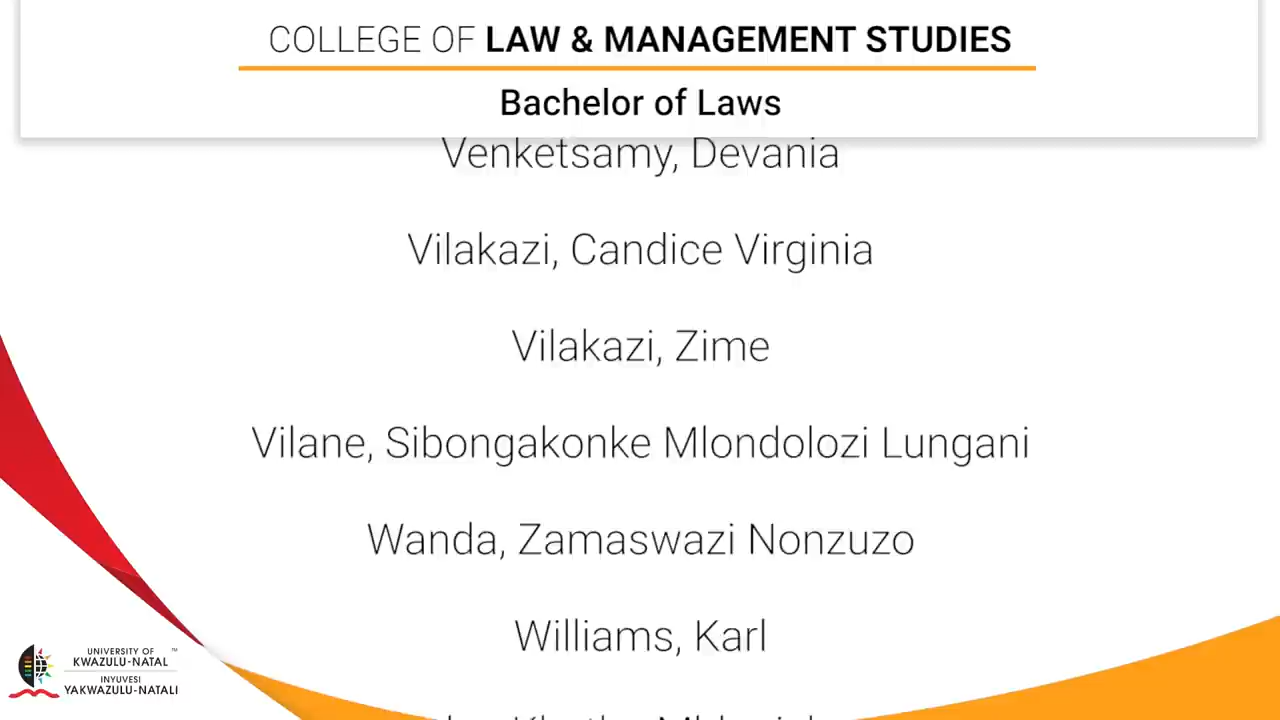 COLLEGE OF LAW & MANAGEMENT STUDIES
Bachelor of Laws
Venketsamy, Devania
Vilakazi, Candice Virginia
Vilakazi, Zime
Vilane, Sibongakonke Mlondolozi Lungani
Wanda, Zamaswazi Nonzuzo
Williams, Karl
UNIVERSITY OF ™
KWAZULU-NATAL
INYUVESI
YAKWAZULU-NATALI